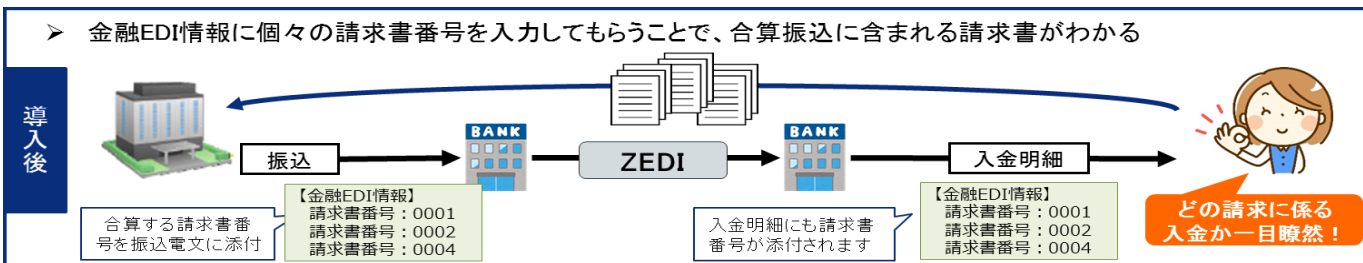 ➢ 金融EDI情報に個々の請求書番号を入力してもらうことで、合算振込に含まれる請求書がわかる
導入後
振込
BANK
ZEDI
BANK
入金明細
合算する請求書番
号を振込電文に添付
【金融EDI情報】
請求書番号：0001
請求書番号：0002
請求書番号：0004
入金明細にも請求書
番号が添付されます
【金融EDI情報】
請求書番号：0001
請求書番号：0002
請求書番号：0004
どの請求に係る
入金か一目瞭然！